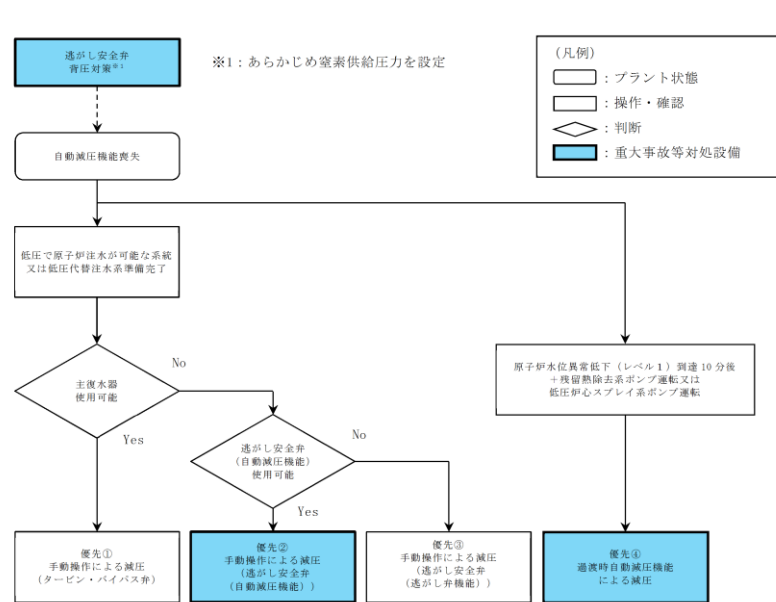 逃がし安全弁
背圧対策※1
※1：あらかじめ窒素供給圧力を設定
(凡例)
：プラント状態
：操作・確認
：判断
：重大事故等対処設備
自動減圧機能喪失
低圧で原子炉注水が可能な系統
又は低圧代替注水系準備完了
原子炉水位異常低下（レベル１）到達 10 分後
＋残留熱除去系ポンプ運転又は
低圧炉心スプレイ系ポンプ運転
主復水器
使用可能
No
Yes
逃がし安全弁
（自動減圧機能）
使用可能
No
Yes
優先①
手動操作による減圧
（タービン・バイパス弁）
優先②
手動操作による減圧
（逃がし安全弁
（自動減圧機能））
優先③
手動操作による減圧
（逃がし安全弁
（逃がし弁機能））
優先④
過渡時自動減圧機能
による減圧